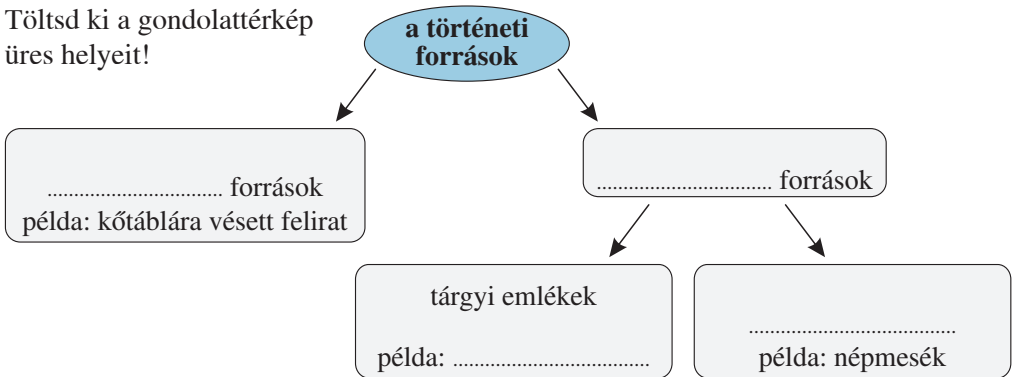 Töltsd ki a gondolattérkép
üres helyeit!
a történeti
források
................................ források
példa: kőtáblára vésett felirat
................................ források
tárgyi emlékek
példa: ....................................
......................................
példa: népmesék